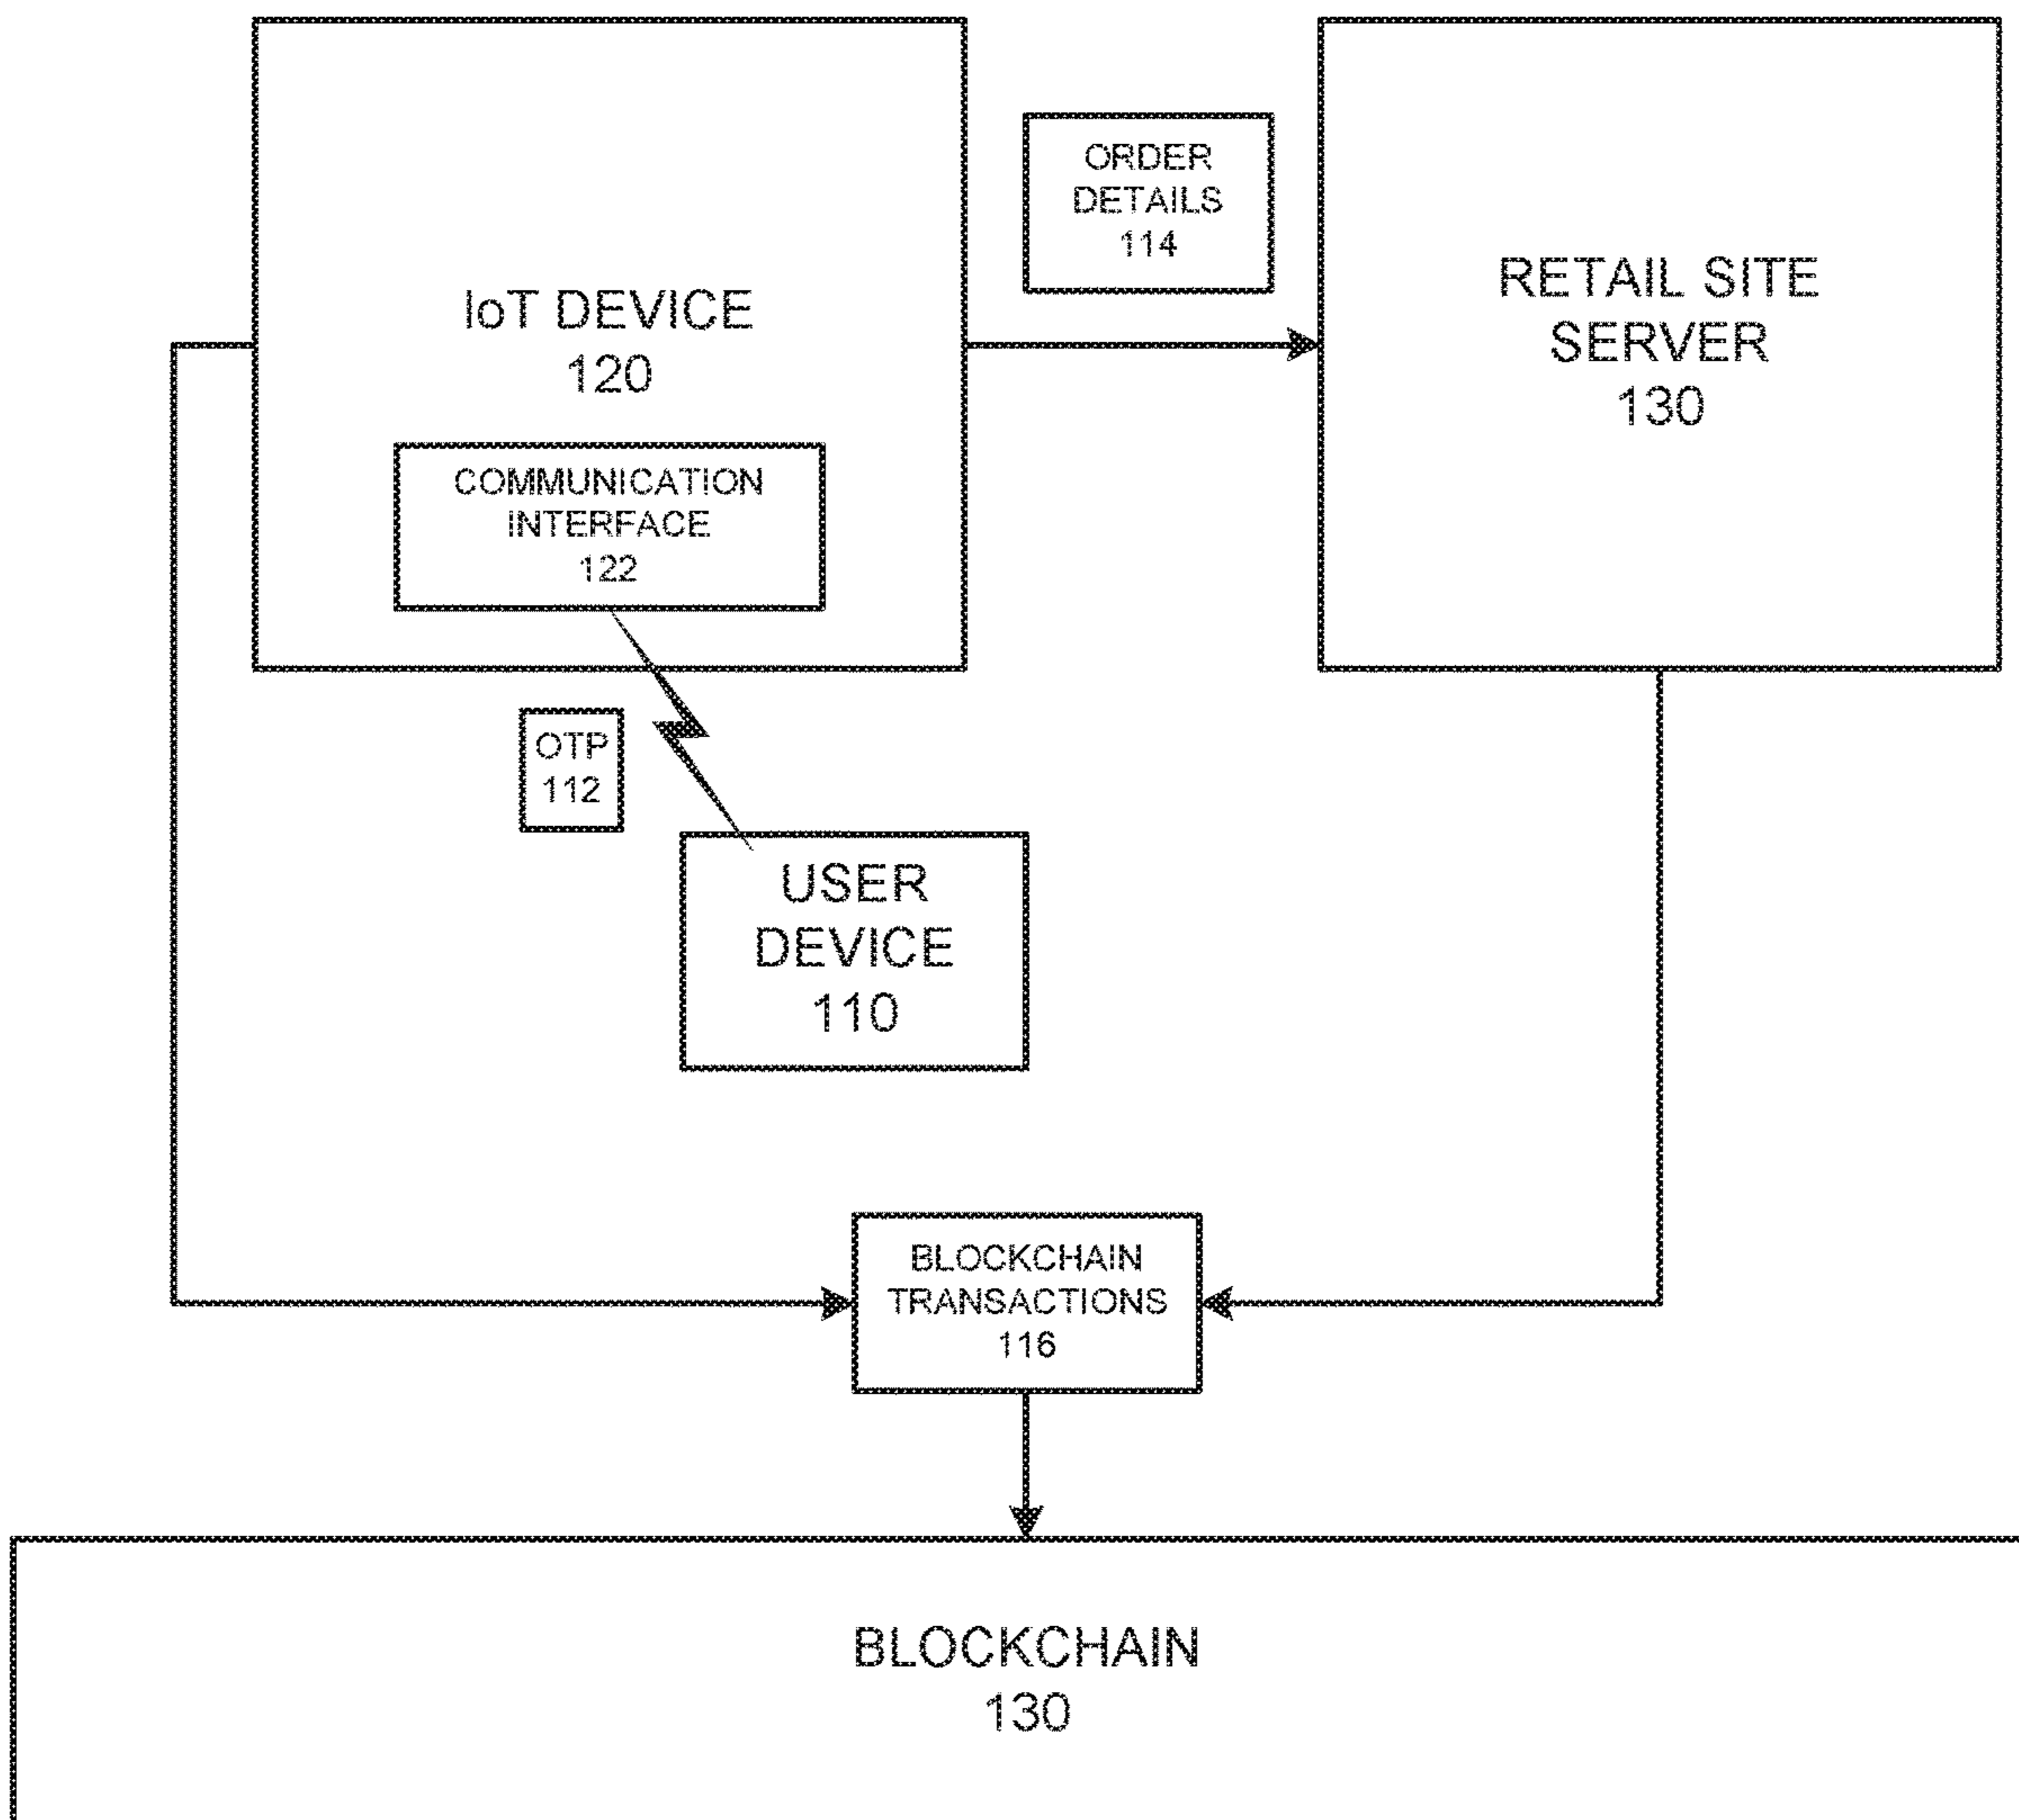 ORDER
DETAILS
114
IoT DEVICE
120
RETAIL SITE
SERVER
130
COMMUNICATION
INTERFACE
122
OTP
112
USER
DEVICE
110
BLOCKCHAIN
TRANSACTIONS
116
BLOCKCHAIN
130